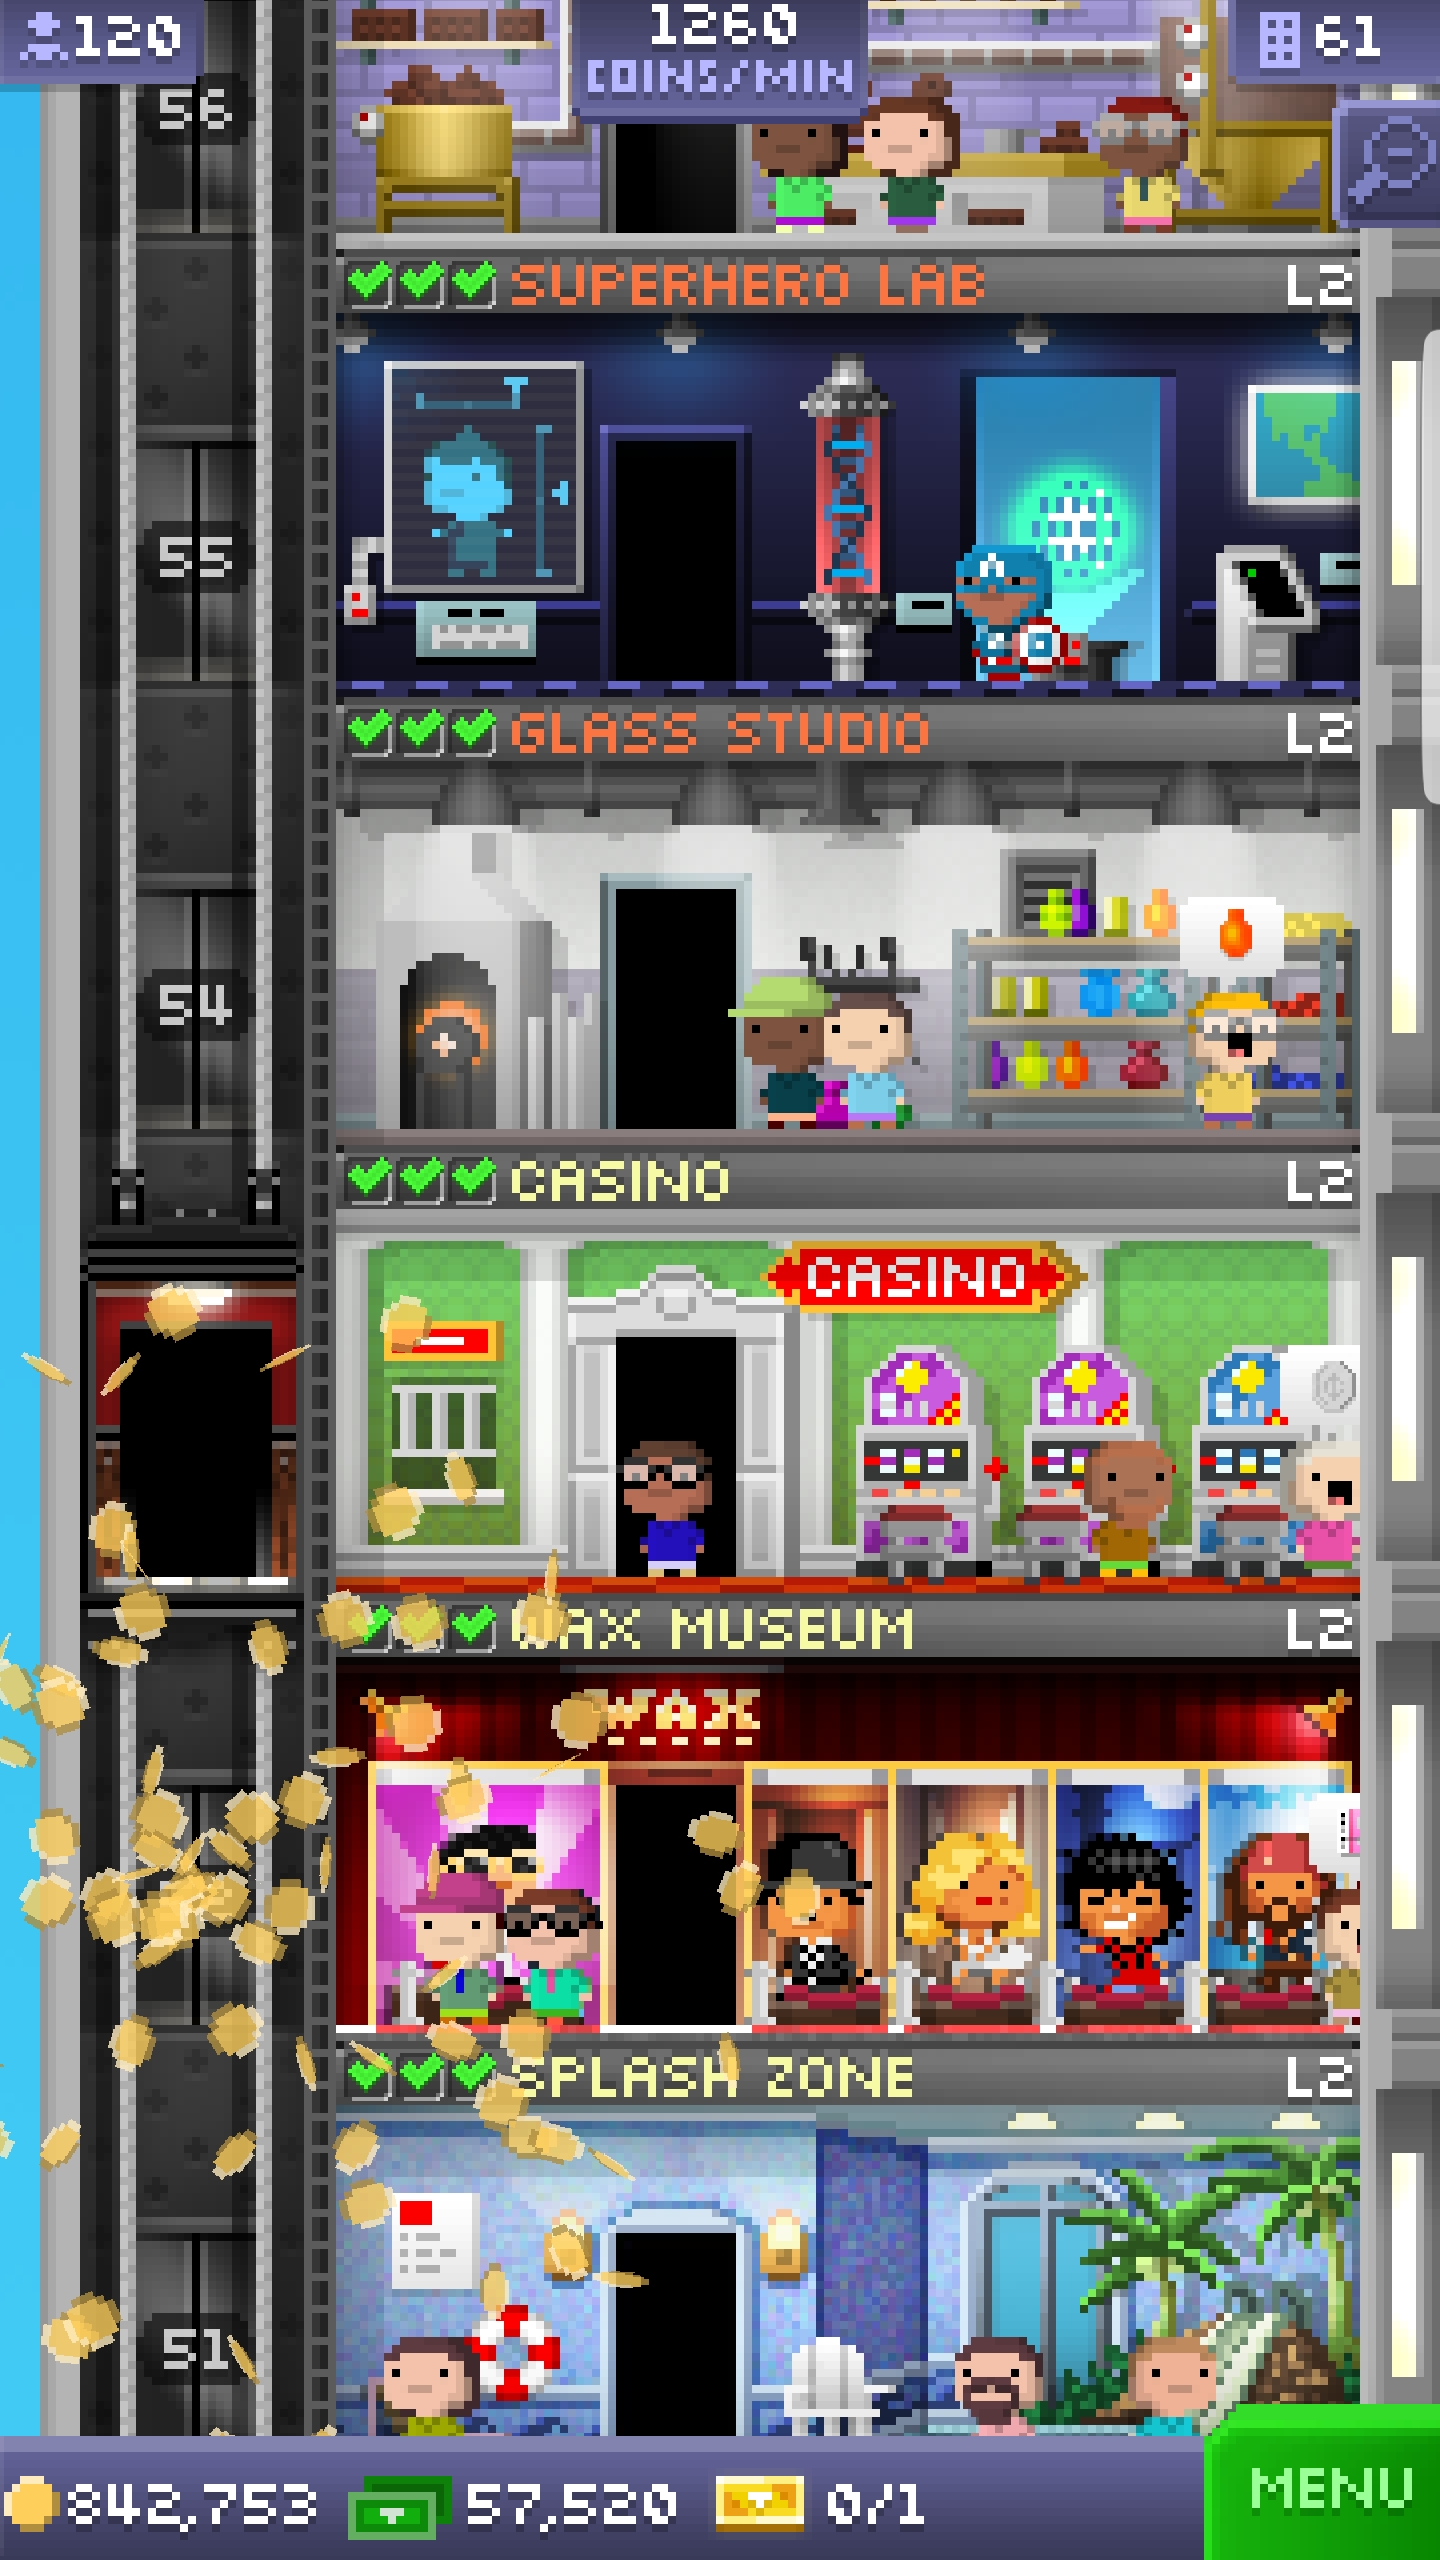 120
1260
COINS/MIN
61
56
SUPERHERO LAB L2
55
GLASS STUDIO L2
54
CASINO L2
CASINO
WAX MUSEUM L2
WAX
SPLASH ZONE L2
51
842,753 57,520 0/1
MENU